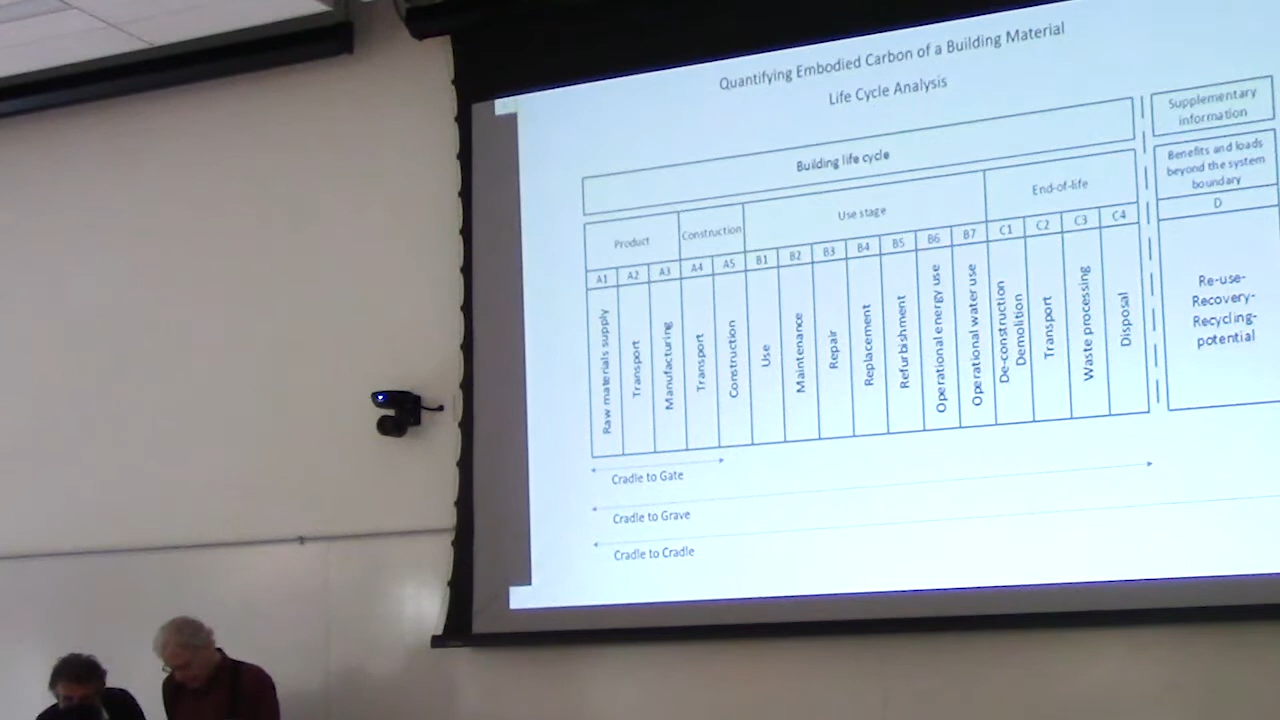 Quantifying Embodied Carbon of a Building Material
Life Cycle Analysis
Building life cycle
Supplementary
information
Product
Construction
Use stage
End-of-life
Benefits and loads
beyond the system
boundary
A1
A2
A3
A4
A5
B1
B2
B3
B4
B5
B6
B7
C1
C2
C3
C4
D
Raw materials supply
Transport
Manufacturing
Transport
Construction
Use
Maintenance
Repair
Replacement
Refurbishment
Operational energy use
Operational water use
De-construction
Demolition
Transport
Waste processing
Disposal
Re-use-
Recovery-
Recycling-
potential
Cradle to Gate
Cradle to Grave
Cradle to Cradle